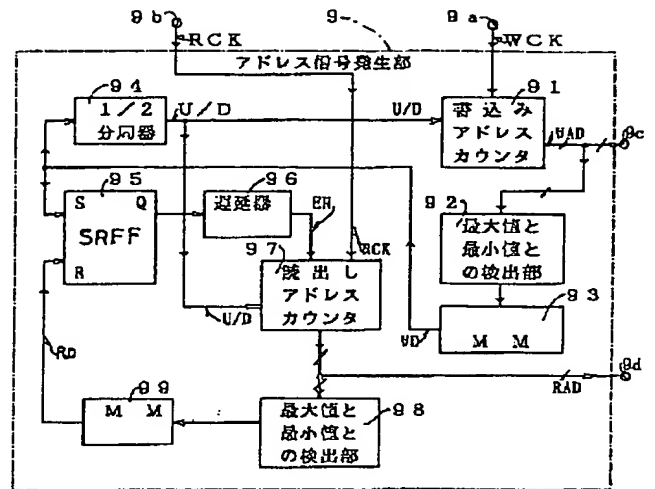 9b
9
9a
RCK
WCK
アドレス信号発生部
94
1/2
分周器
U/D
U/D
91
書込み
アドレス
カウンタ
WAD
9c
95
S Q
SRFF
R
96
遅延器
EN
RCK
92
最大値と
最小値と
の検出部
97
読出し
アドレス
カウンタ
U/D
WD
93
M M
RD
9d
RAD
99
M M
98
最大値と
最小値と
の検出部